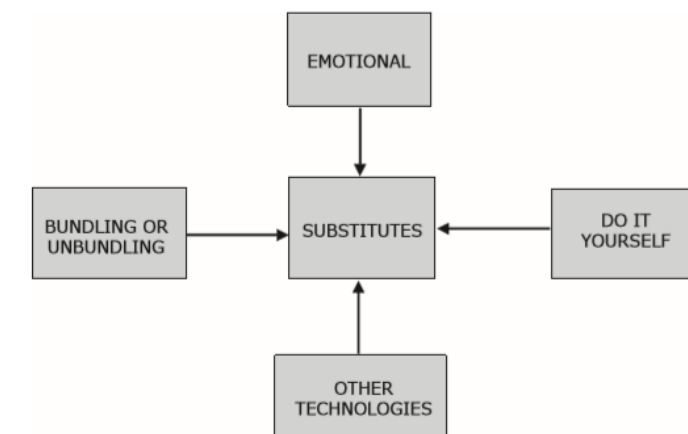 EMOTIONAL
BUNDLING OR
UNBUNDLING
SUBSTITUTES
DO IT
YOURSELF
OTHER
TECHNOLOGIES